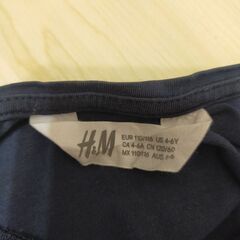 H&M
EUR 110/116 US 4-6Y
CA 4-6A CN 120/60
MX 110/116 AUS 4-6